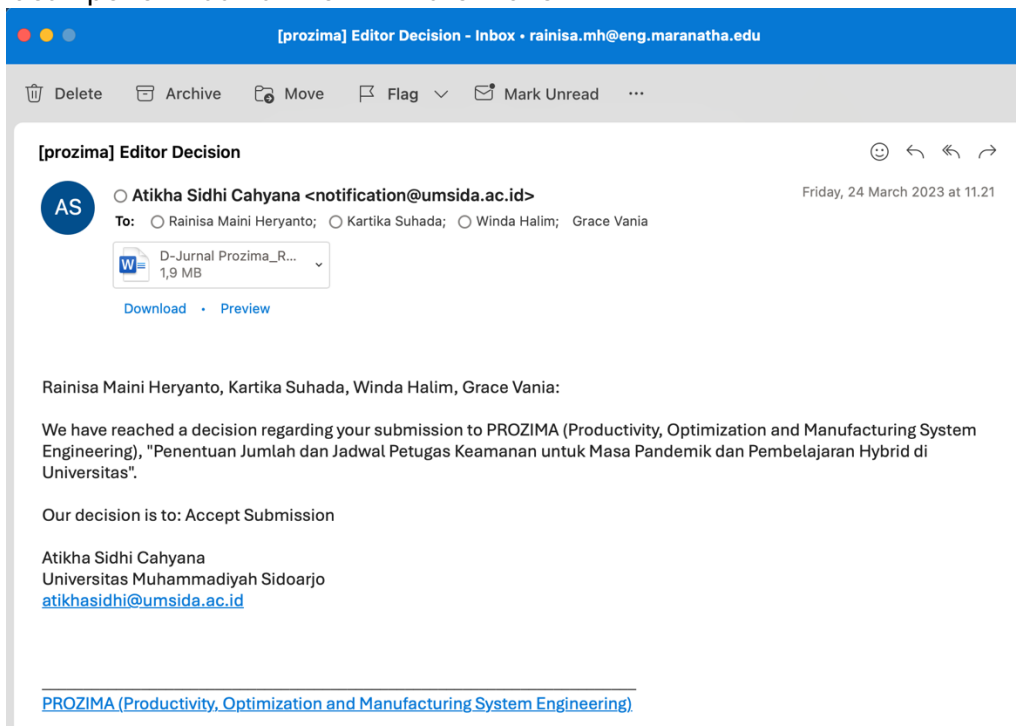 [prozima] Editor Decision - Inbox • rainisa.mh@eng.maranatha.edu
Delete Archive Move Flag Mark Unread ...
[prozima] Editor Decision
AS
Atikha Sidhi Cahyana <notification@umsida.ac.id>
Friday, 24 March 2023 at 11.21
To: Rainisa Maini Heryanto; Kartika Suhada; Winda Halim; Grace Vania
D-Jurnal Prozima_R...
1,9 MB
Download • Preview
Rainisa Maini Heryanto, Kartika Suhada, Winda Halim, Grace Vania:
We have reached a decision regarding your submission to PROZIMA (Productivity, Optimization and Manufacturing System
Engineering), "Penentuan Jumlah dan Jadwal Petugas Keamanan untuk Masa Pandemik dan Pembelajaran Hybrid di
Universitas".
Our decision is to: Accept Submission
Atikha Sidhi Cahyana
Universitas Muhammadiyah Sidoarjo
atikhasidhi@umsida.ac.id
PROZIMA (Productivity, Optimization and Manufacturing System Engineering)